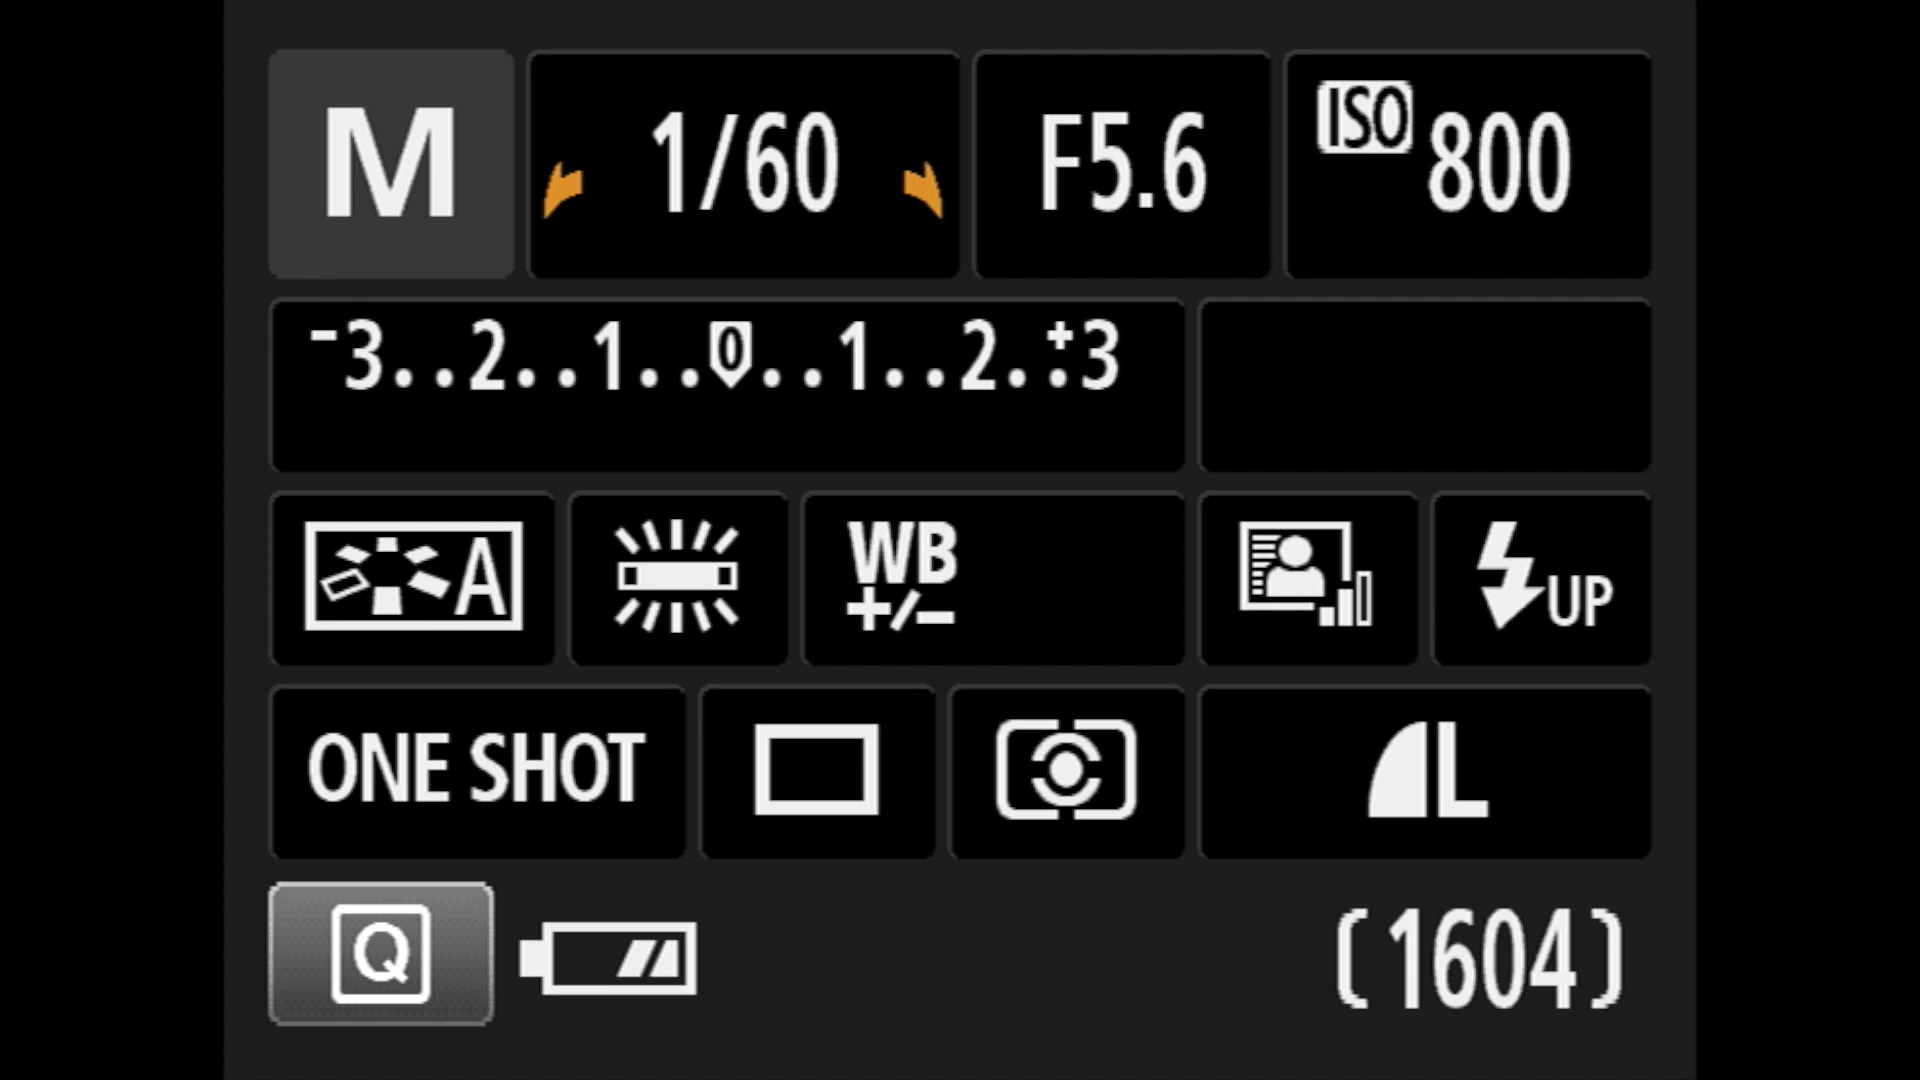 M 1/60 F5.6 ISO 800
-3..2..1..0..1..2..+3
A WB +/- UP
ONE SHOT L
Q [1604]